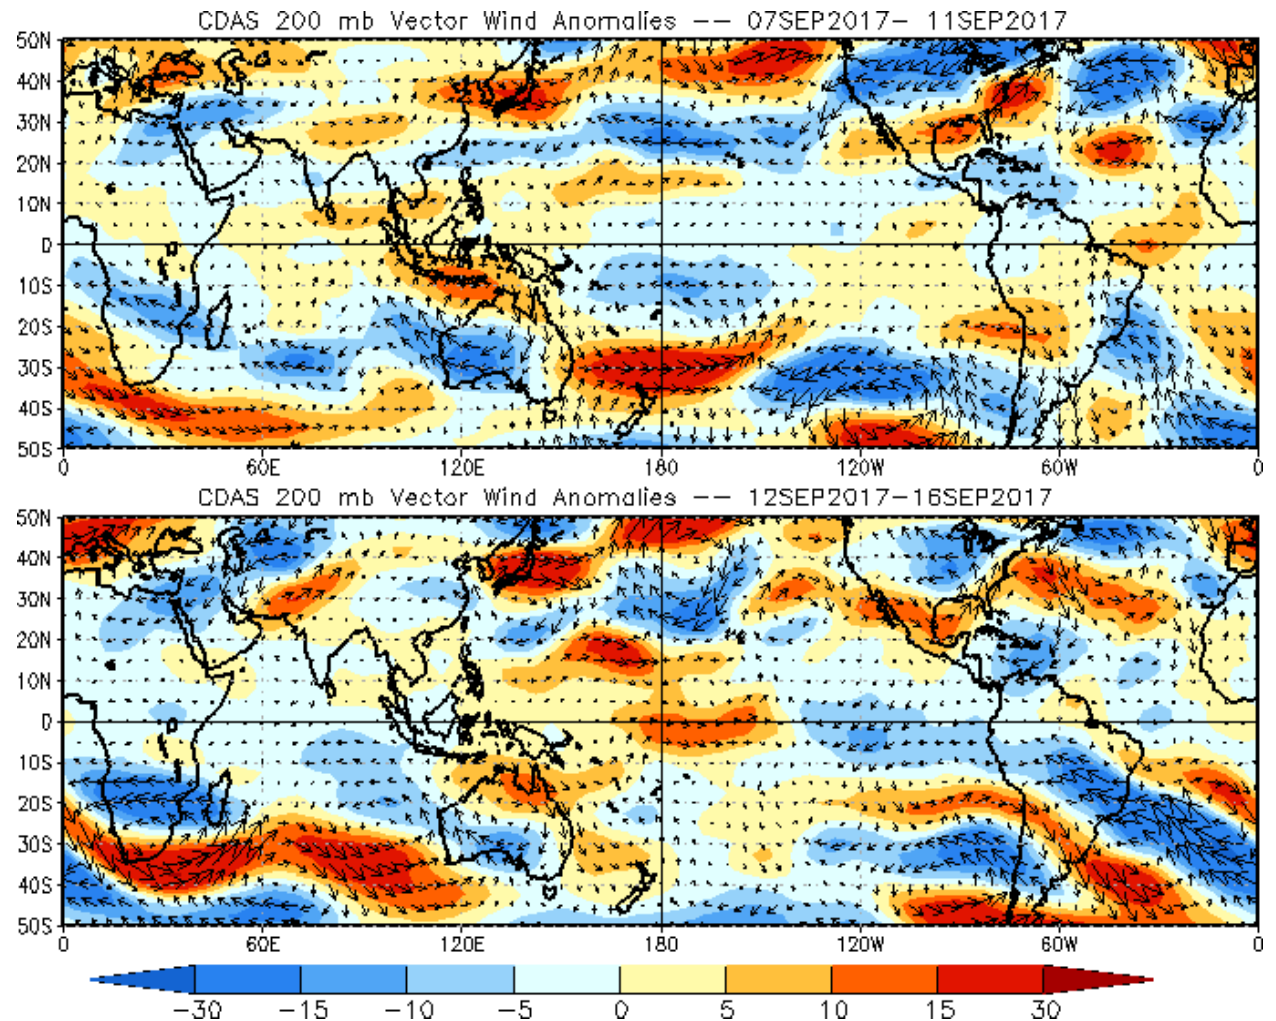 CDAS 200 mb Vector Wind Anomalies -- 07SEP2017- 11SEP2017
50N
40N
30N
20N
10N
0
10S
20S
30S
40S
50S
0 60E 120E 180 120W 60W 0
CDAS 200 mb Vector Wind Anomalies -- 12SEP2017-16SEP2017
50N
40N
30N
20N
10N
0
10S
20S
30S
40S
50S
0 60E 120E 180 120W 60W 0
-30 -15 -10 -5 0 5 10 15 30